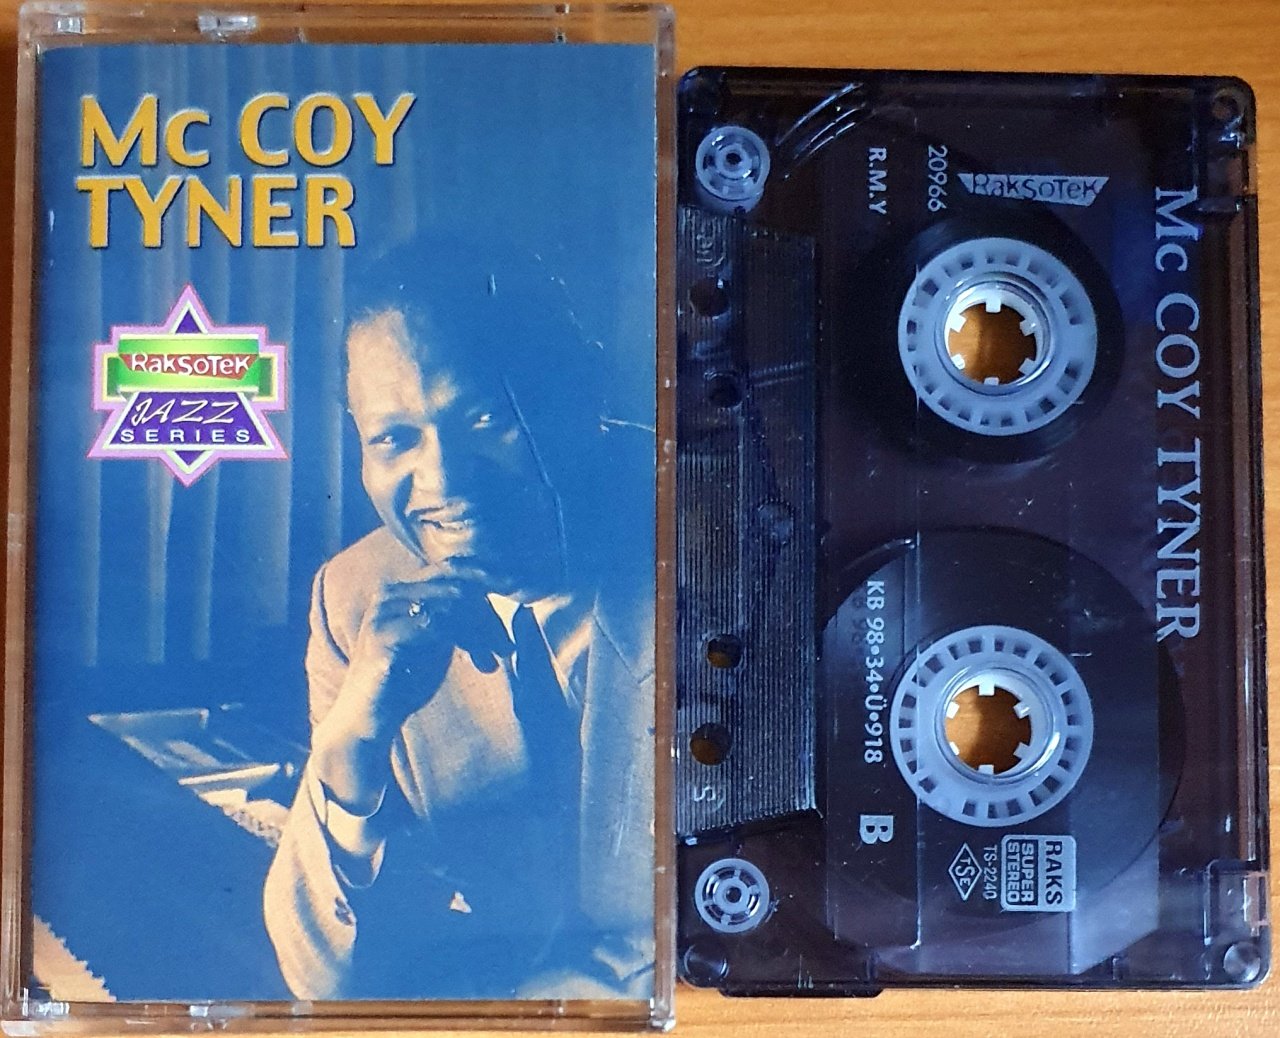 Mc COY
TYNER
RakSoTeK
JAZZ
SERIES
Mc COY TYNER
RakSoTeK
20966
R.M.Y
KB 98•34•Ü•918
B
RAKS
SUPER
STEREO
TS-2240
TSE
S